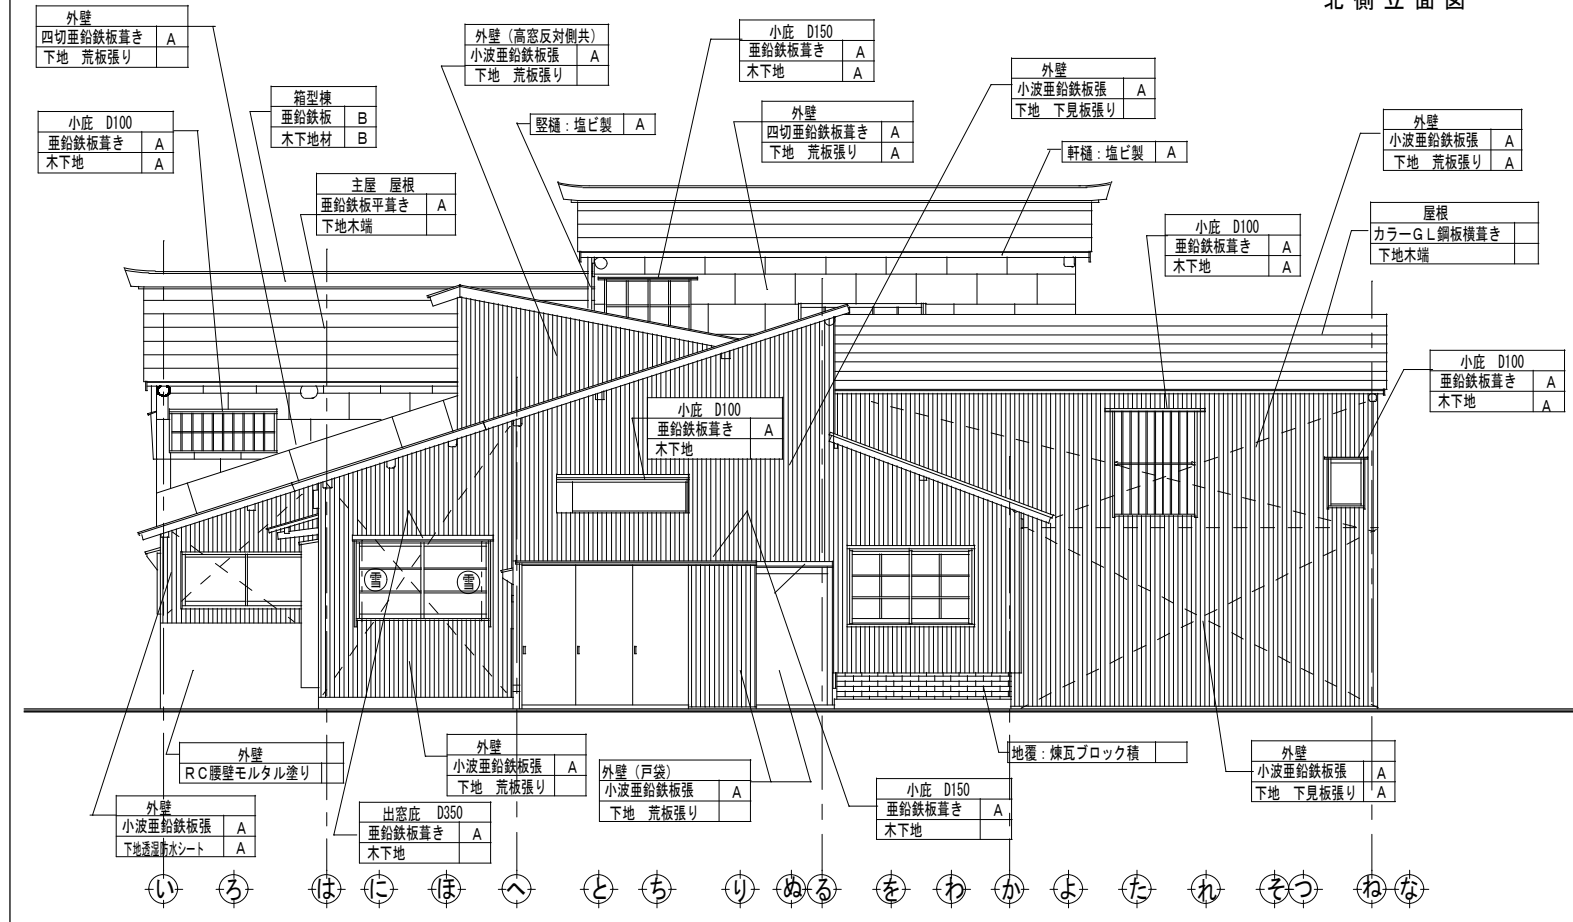 北側立面図
外壁
四切亜鉛鉄板葺き A
下地 荒板張り
外壁（高窓反対側共）
小波亜鉛鉄板張 A
下地 荒板張り
小庇 D150
亜鉛鉄板葺き A
木下地 A
外壁
小波亜鉛鉄板張 A
下地 下見板張り
箱型棟
亜鉛鉄板 B
木下地材 B
小庇 D100
亜鉛鉄板葺き A
木下地 A
竪樋：塩ビ製 A
外壁
四切亜鉛鉄板葺き A
下地 荒板張り A
軒樋：塩ビ製 A
外壁
小波亜鉛鉄板張 A
下地 荒板張り A
主屋 屋根
亜鉛鉄板平葺き A
下地木端
小庇 D100
亜鉛鉄板葺き A
木下地 A
屋根
カラーＧＬ鋼板横葺き
下地木端
小庇 D100
亜鉛鉄板葺き A
木下地 A
小庇 D100
亜鉛鉄板葺き A
木下地
雪 雪
外壁
ＲＣ腰壁モルタル塗り
外壁
小波亜鉛鉄板張 A
下地 荒板張り
外壁（戸袋）
小波亜鉛鉄板張 A
下地 荒板張り
地覆：煉瓦ブロック積
外壁
小波亜鉛鉄板張 A
下地 下見板張り A
外壁
小波亜鉛鉄板張 A
下地透湿防水シート A
出窓庇 D350
亜鉛鉄板葺き A
木下地
小庇 D150
亜鉛鉄板葺き A
木下地
い ろ は に ほ へ と ち り ぬ る を わ か よ た れ そ つ ね な